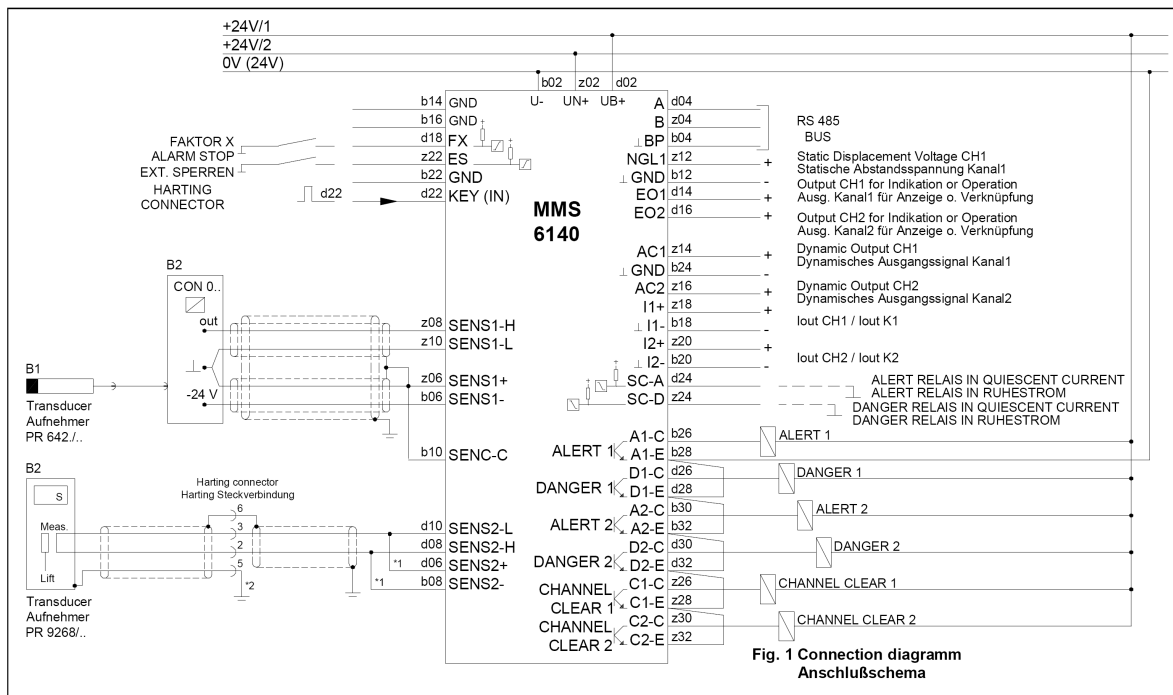 +24V/1
+24V/2
0V (24V)
b02 z02 d02
U- UN+ UB+
b14 GND
b16 GND
FAKTOR X d18 FX
ALARM STOP z22 ES
EXT. SPERREN b22 GND
HARTING
CONNECTOR d22 d22 KEY (IN)
MMS
6140
A d04
B z04
⊥ BP b04
RS 485
BUS
NGL1 z12 + Static Displacement Voltage CH1
Statische Abstandsspannung Kanal1
⊥ GND b12 - Output CH1 for Indikation or Operation
EO1 d14 + Ausg. Kanal1 für Anzeige o. Verknüpfung
EO2 d16 + Output CH2 for Indikation or Operation
Ausg. Kanal2 für Anzeige o. Verknüpfung
AC1 z14 + Dynamic Output CH1
Dynamisches Ausgangssignal Kanal1
⊥ GND b24 -
AC2 z16 + Dynamic Output CH2
Dynamisches Ausgangssignal Kanal2
I1+ z18 +
⊥ I1- b18 - Iout CH1 / Iout K1
I2+ z20 +
⊥ I2- b20 - Iout CH2 / Iout K2
SC-A d24 ALERT RELAIS IN QUIESCENT CURRENT
ALERT RELAIS IN RUHESTROM
SC-D z24 DANGER RELAIS IN QUIESCENT CURRENT
DANGER RELAIS IN RUHESTROM
B2
CON 0..
out
-24 V
z08 SENS1-H
z10 SENS1-L
z06 SENS1+
b06 SENS1-
b10 SENC-C
B1
Transducer
Aufnehmer
PR 642./..
ALERT 1 A1-C b26 ALERT 1
A1-E b28
DANGER 1 D1-C d26 DANGER 1
D1-E d28
ALERT 2 A2-C b30 ALERT 2
A2-E b32
DANGER 2 D2-C d30 DANGER 2
D2-E d32
CHANNEL C1-C z26 CHANNEL CLEAR 1
CLEAR 1 C1-E z28
CHANNEL C2-C z30 CHANNEL CLEAR 2
CLEAR 2 C2-E z32
B2
S
Meas.
Lift
Harting connector
Harting Steckverbindung
6
3
2
5
*2
*1
*1
d10 SENS2-L
d08 SENS2-H
d06 SENS2+
b08 SENS2-
Transducer
Aufnehmer
PR 9268/..
Fig. 1 Connection diagramm
Anschlußschema